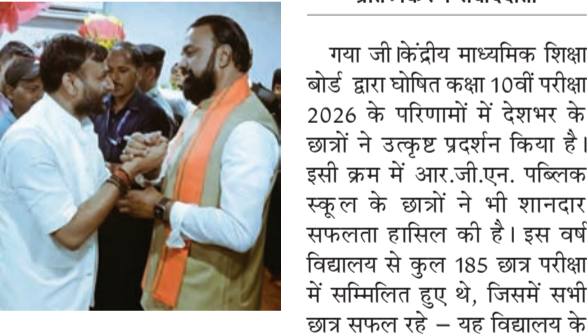 गया जी।केंद्रीय माध्यमिक शिक्षा
बोर्ड द्वारा घोषित कक्षा 10वीं परीक्षा
2026 के परिणामों में देशभर के
छात्रों ने उत्कृष्ट प्रदर्शन किया है।
इसी क्रम में आर.जी.एन. पब्लिक
स्कूल के छात्रों ने भी शानदार
सफलता हासिल की है। इस वर्ष
विद्यालय से कुल 185 छात्र परीक्षा
में सम्मिलित हुए थे, जिसमें सभी
छात्र सफल रहे – यह विद्यालय के